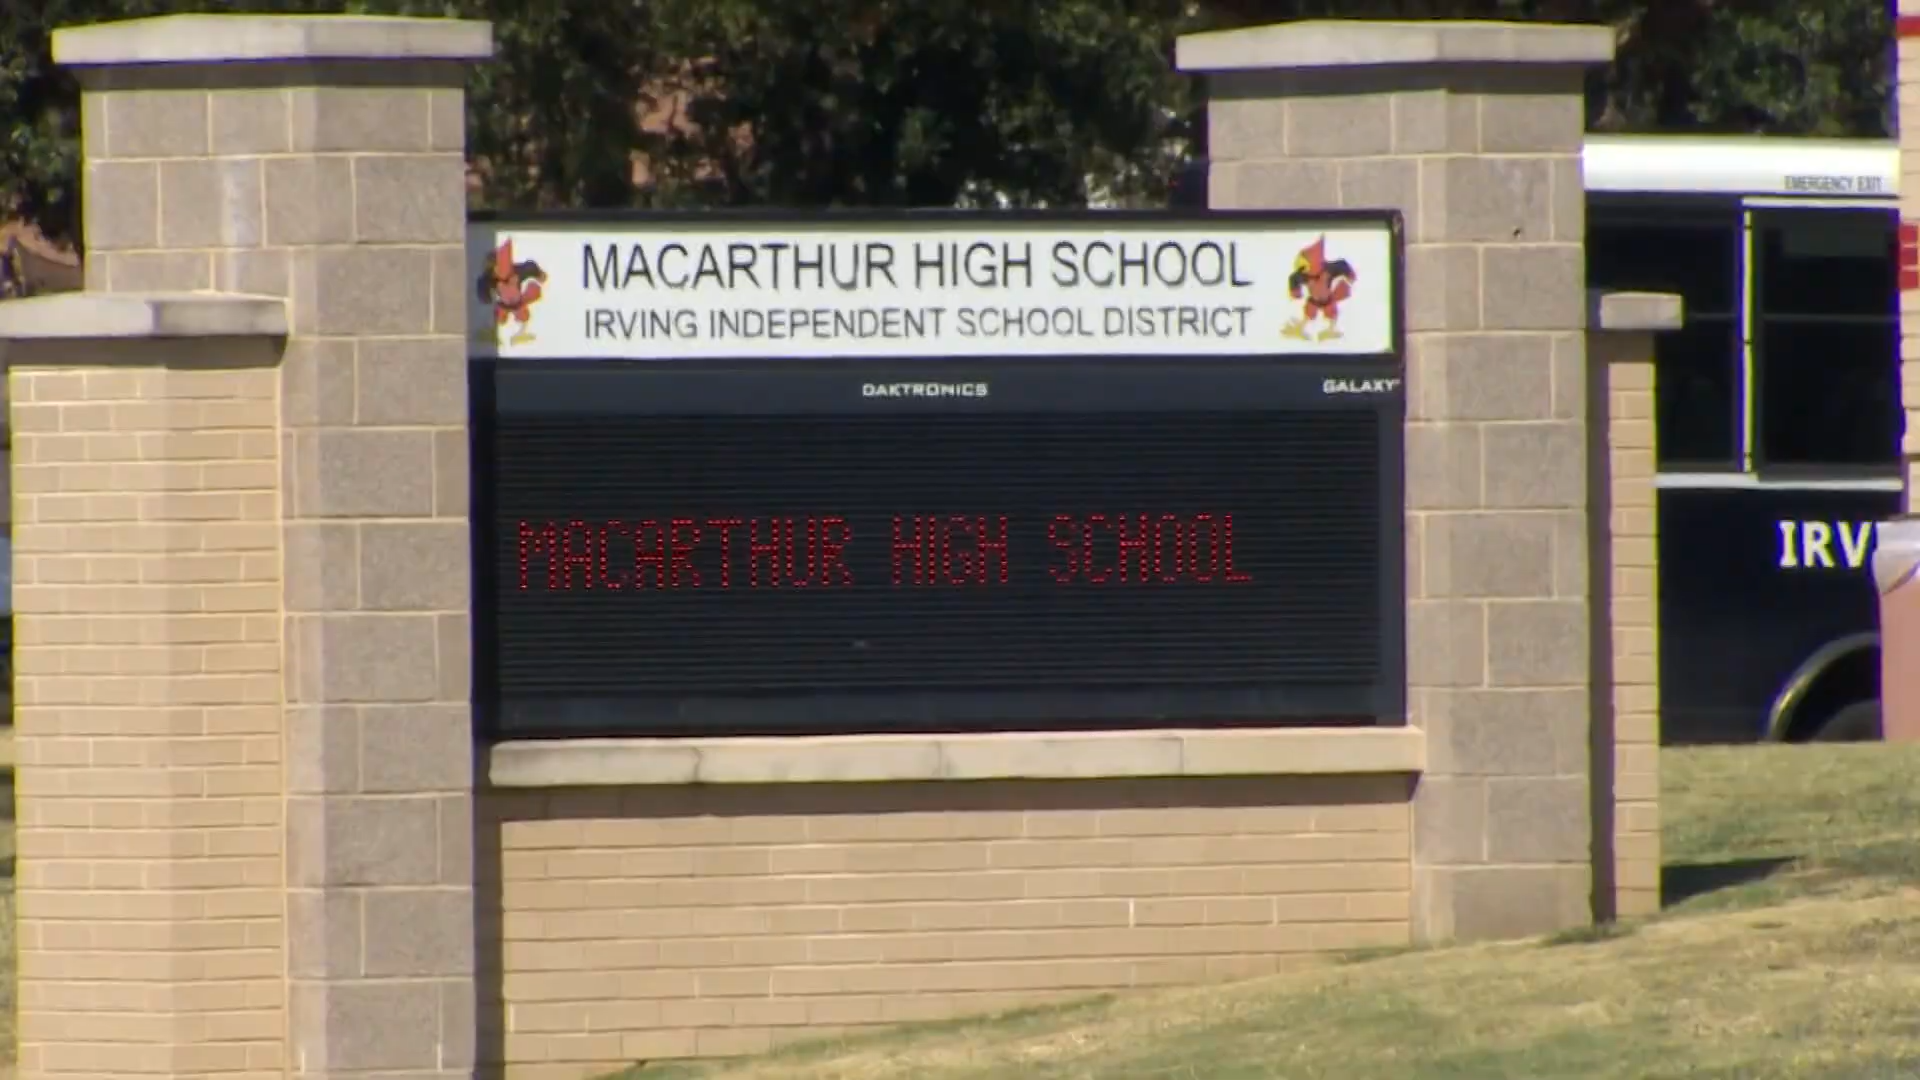 EMERGENCY EXIT
MACARTHUR HIGH SCHOOL
IRVING INDEPENDENT SCHOOL DISTRICT
DAKTRONICS
GALAXY
MACARTHUR HIGH SCHOOL
IRV